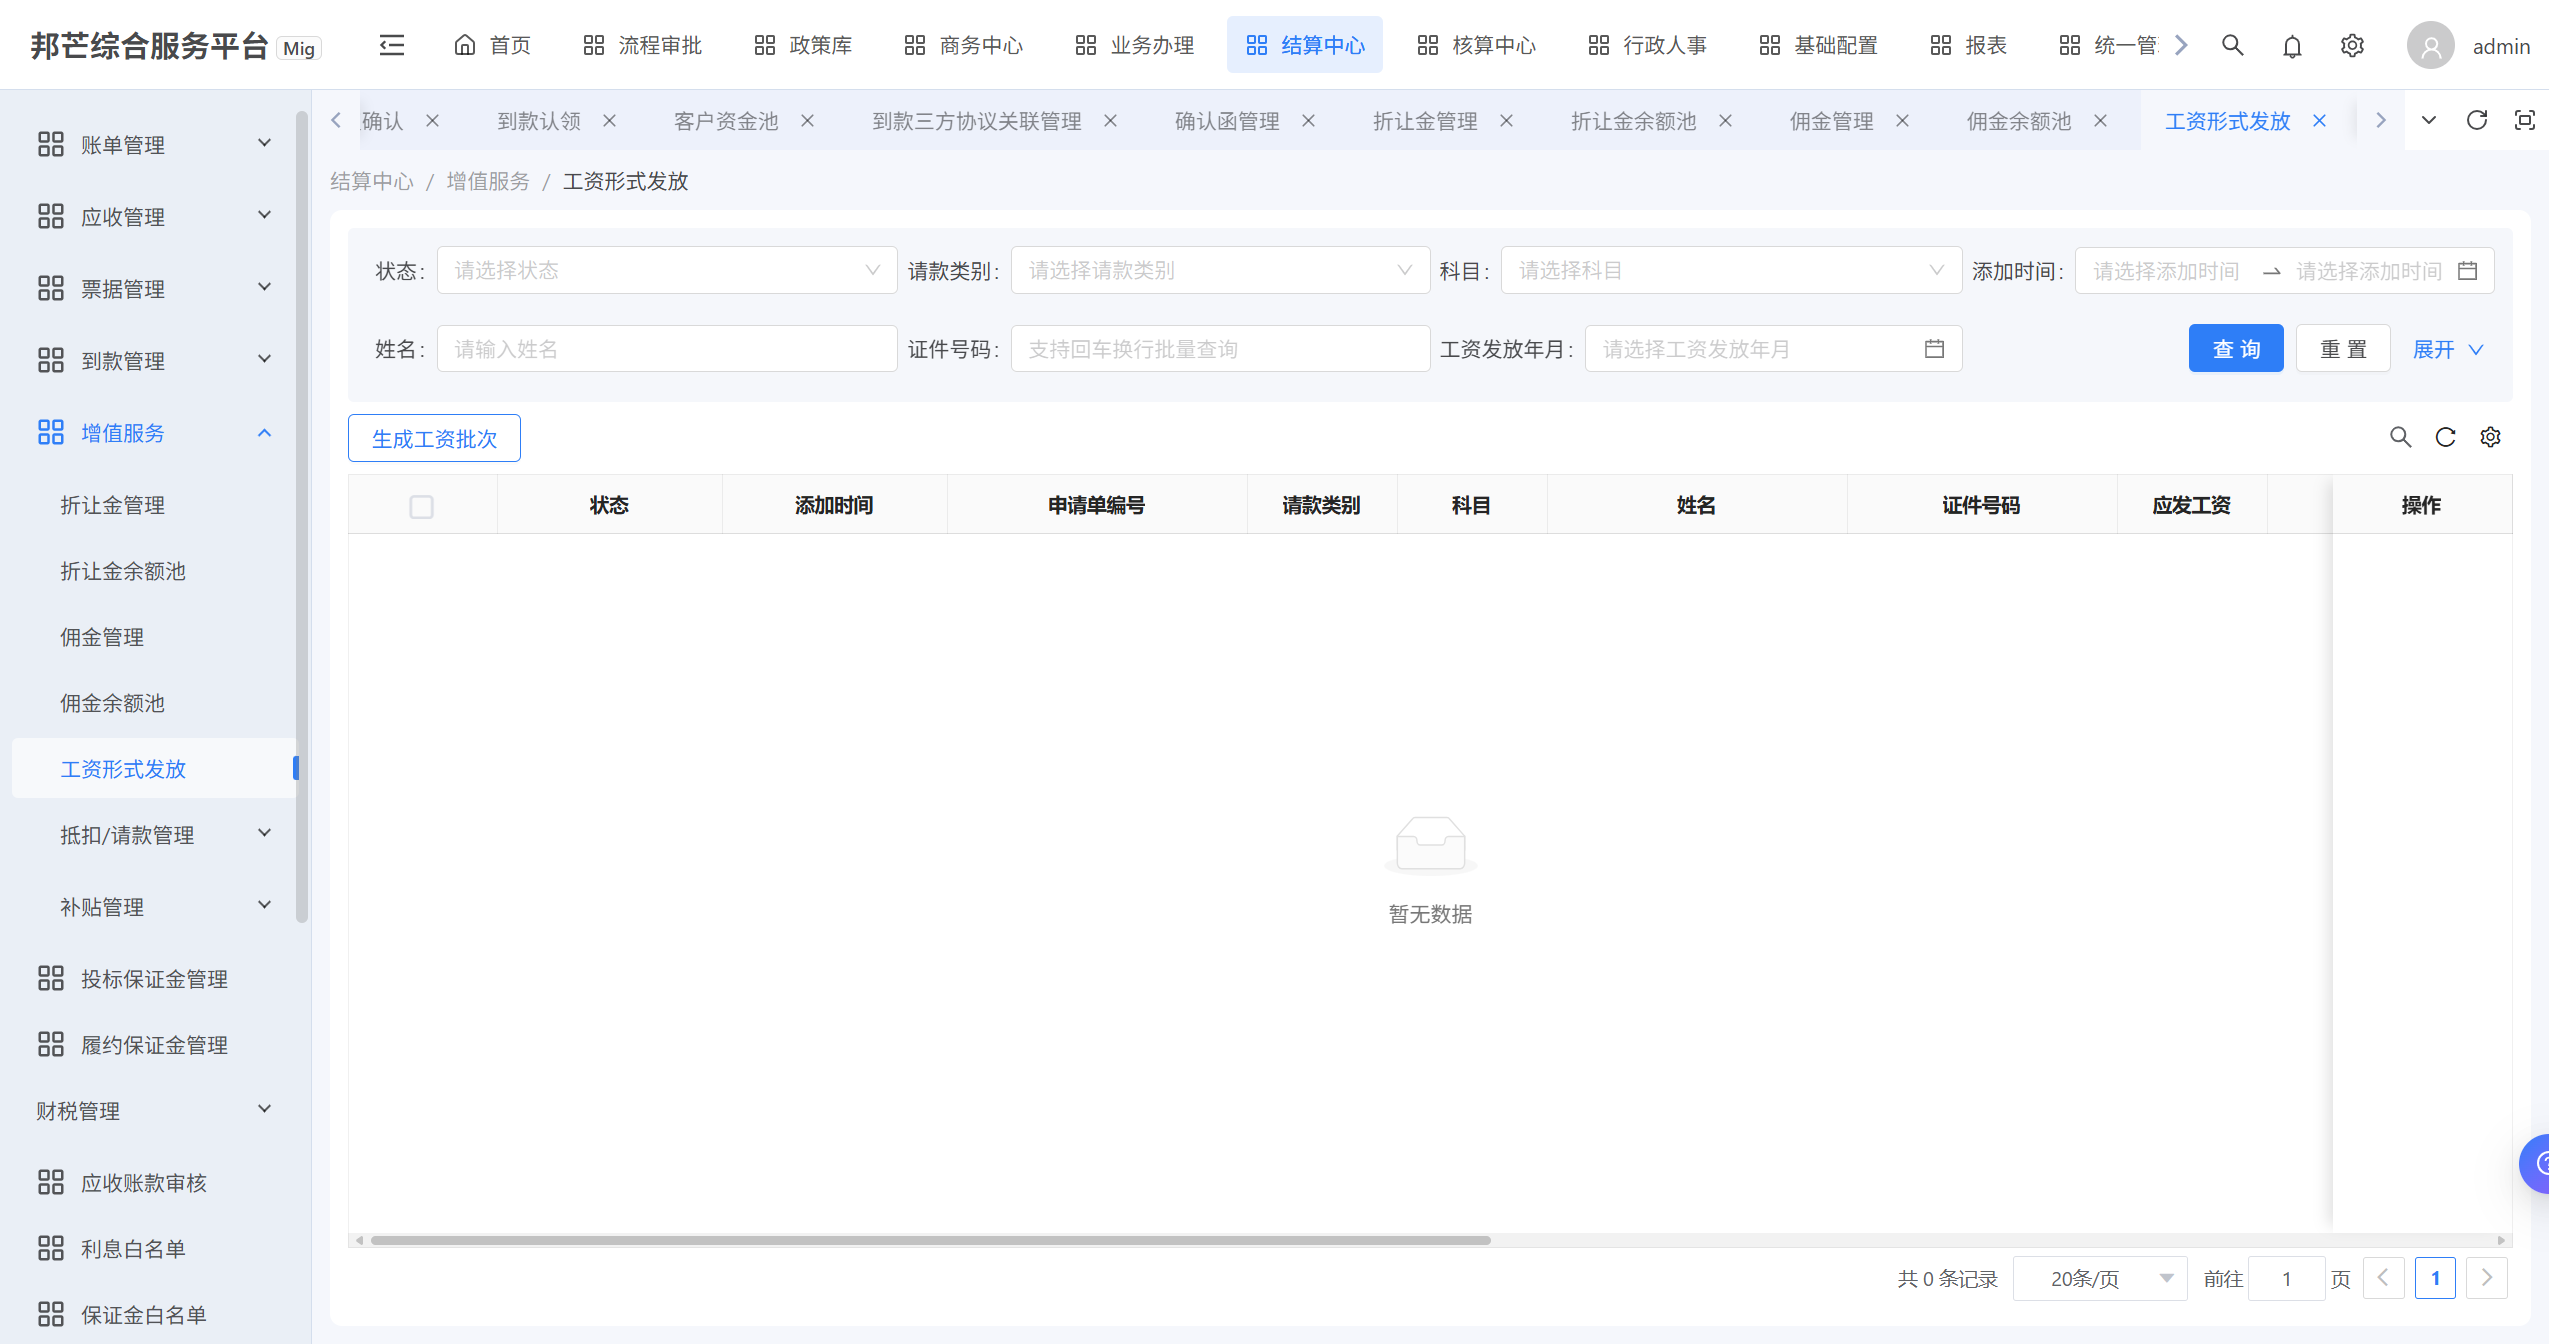 邦芒综合服务平台 Mig
首页 流程审批 政策库 商务中心 业务办理 结算中心 核算中心 行政人事 基础配置 报表 统一管 admin
确认 到款认领 客户资金池 到款三方协议关联管理 确认函管理 折让金管理 折让金余额池 佣金管理 佣金余额池 工资形式发放
结算中心 / 增值服务 / 工资形式发放
账单管理
应收管理
票据管理
到款管理
增值服务
折让金管理
折让金余额池
佣金管理
佣金余额池
工资形式发放
抵扣/请款管理
补贴管理
投标保证金管理
履约保证金管理
财税管理
应收账款审核
利息白名单
保证金白名单
状态: 请选择状态 请款类别: 请选择请款类别 科目: 请选择科目 添加时间: 请选择添加时间 请选择添加时间
姓名: 请输入姓名 证件号码: 支持回车换行批量查询 工资发放年月: 请选择工资发放年月 查询 重置 展开
生成工资批次
状态 添加时间 申请单编号 请款类别 科目 姓名 证件号码 应发工资 操作
暂无数据
共 0 条记录 20条/页 前往 1 页 1